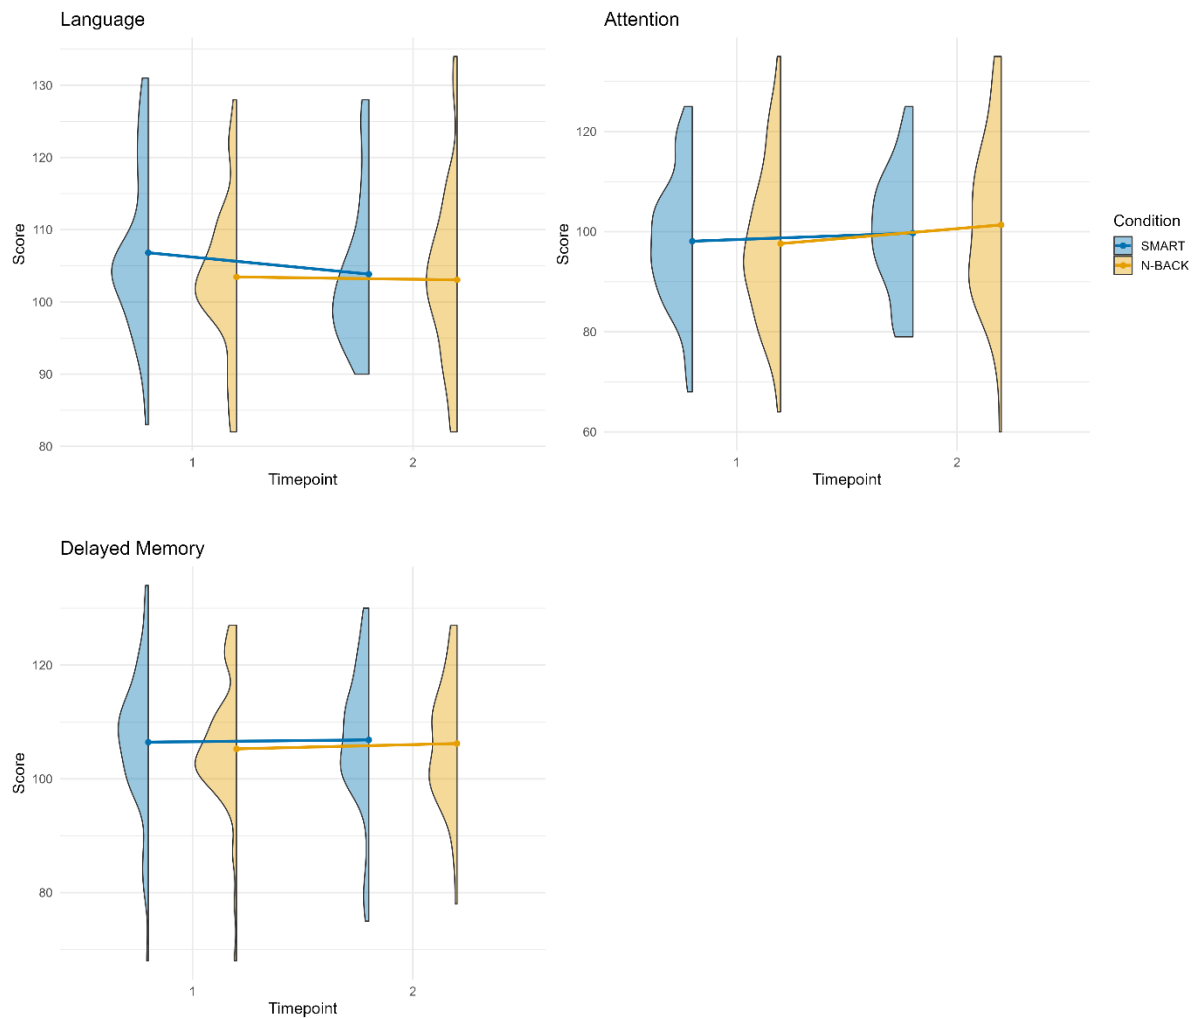 Language
130
120
110
100
90
80
Score
1
2
Timepoint
Attention
120
100
80
60
Score
1
2
Timepoint
Condition
SMART
N-BACK
Delayed Memory
120
100
80
Score
1
2
Timepoint